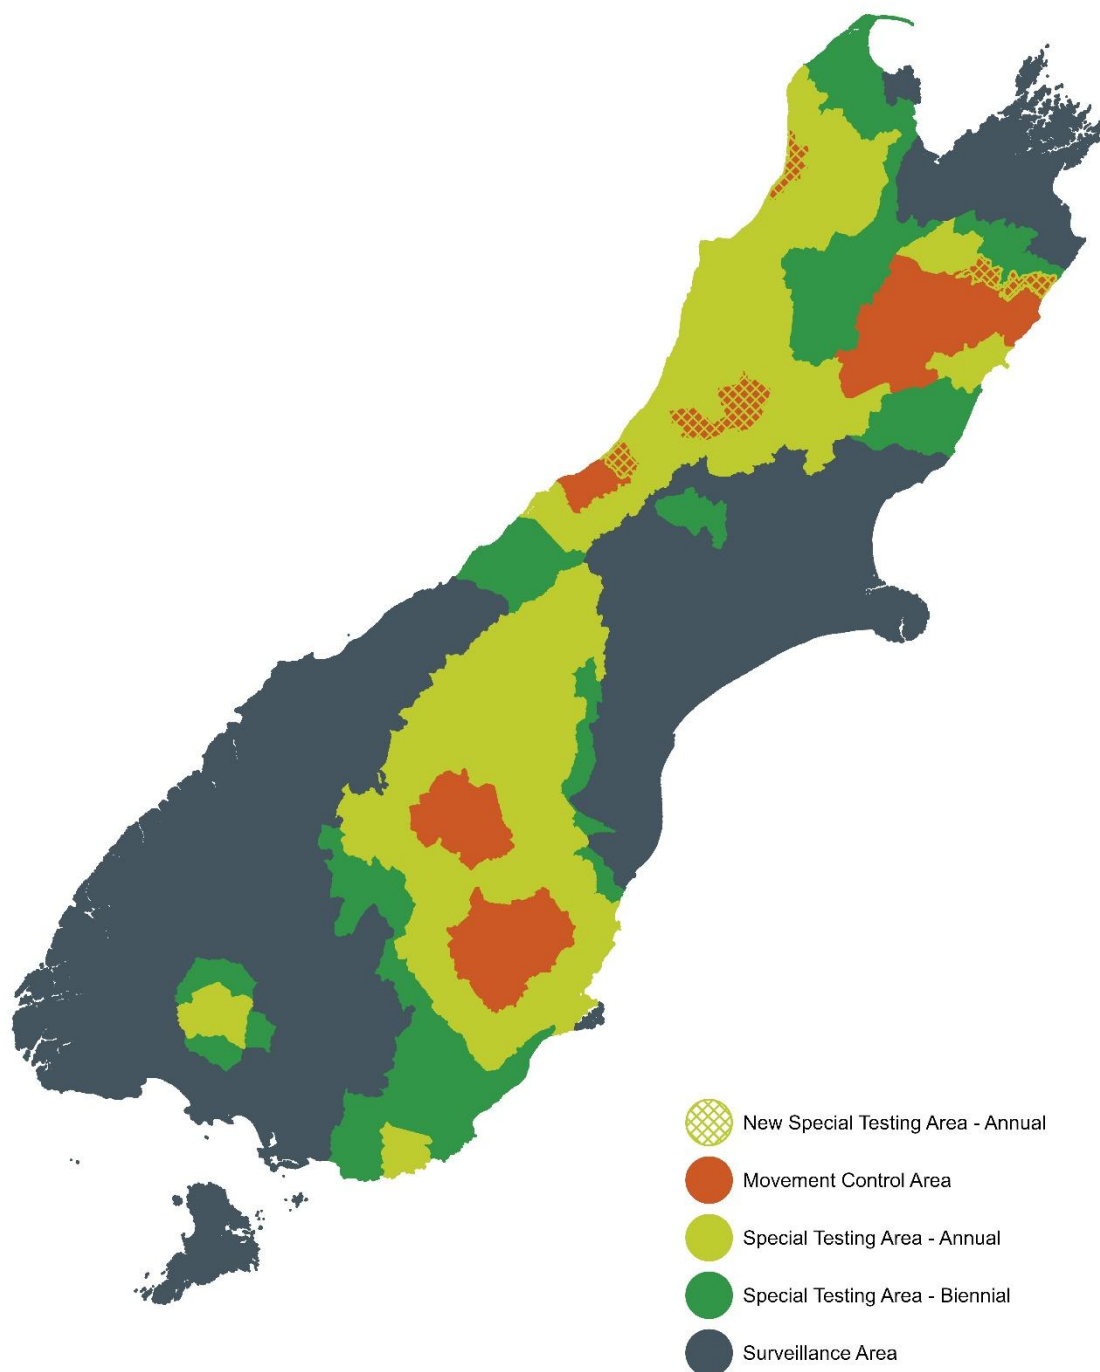 New Special Testing Area - Annual
Movement Control Area
Special Testing Area - Annual
Special Testing Area - Biennial
Surveillance Area